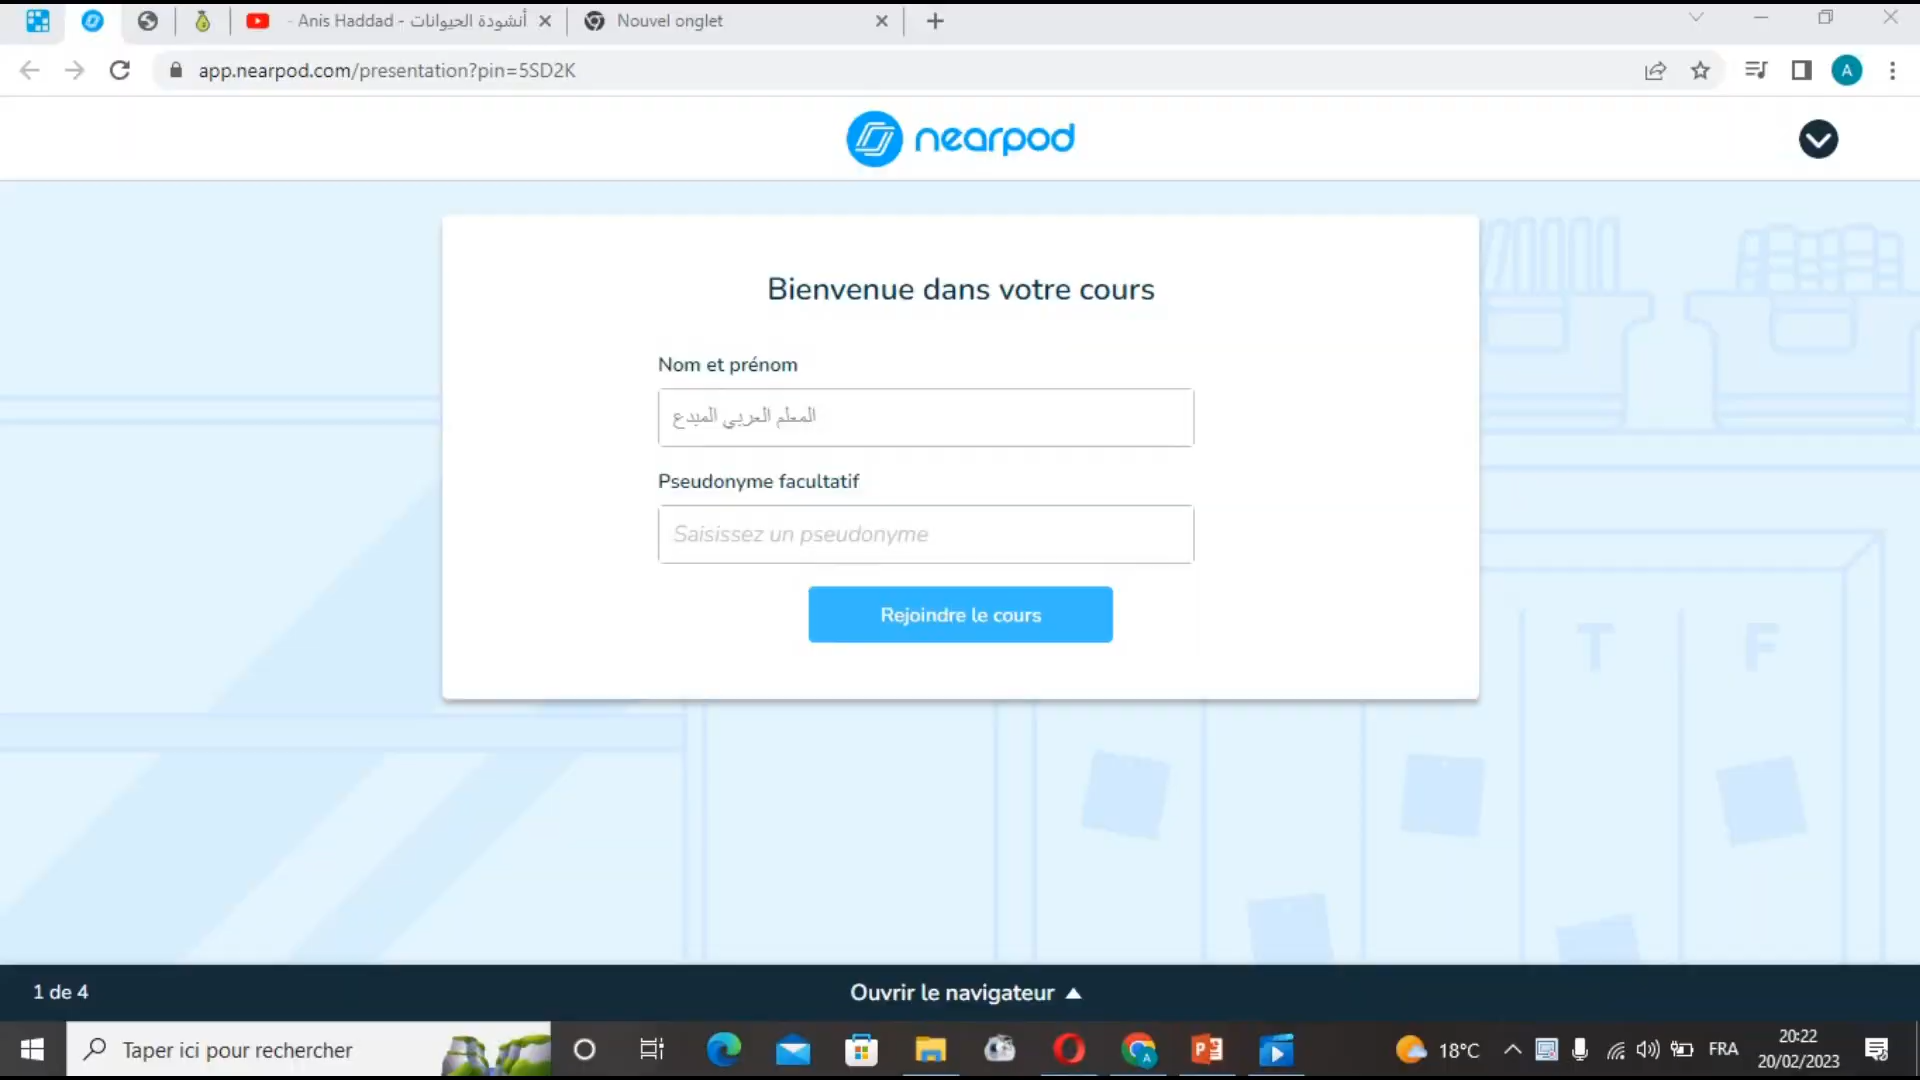 - Anis Haddad - أنشودة الحيوانات
Nouvel onglet
app.nearpod.com/presentation?pin=5SD2K
A
nearpod
Bienvenue dans votre cours
Nom et prénom
المعلم العربي المبدع
Pseudonyme facultatif
Saisissez un pseudonyme
Rejoindre le cours
T F
1 de 4
Ouvrir le navigateur
Taper ici pour rechercher
18°C
FRA
20:22
20/02/2023